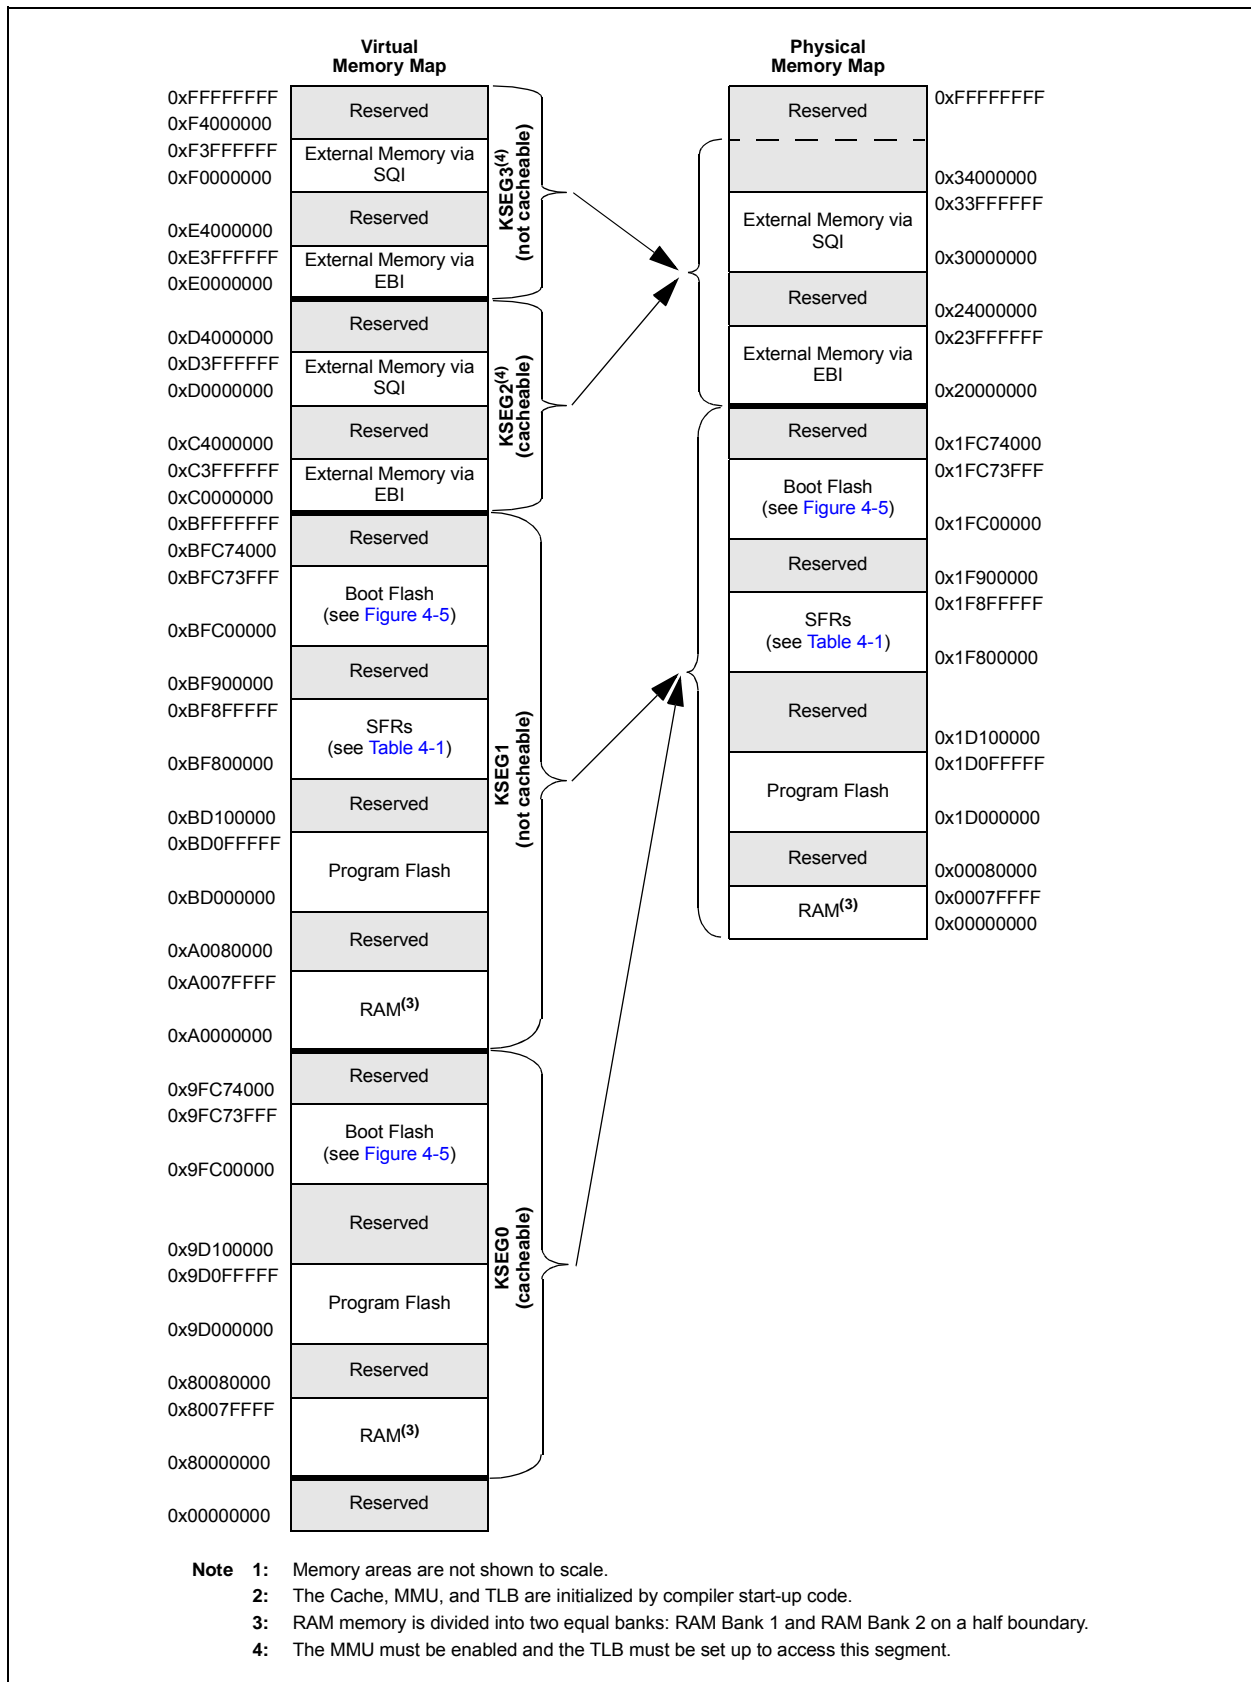 Virtual
Memory Map
0xFFFFFFFF
Reserved
0xF4000000
0xF3FFFFFF
External Memory via
SQI
0xF0000000
Reserved
0xE4000000
0xE3FFFFFF
External Memory via
EBI
0xE0000000
KSEG3(4)
(not cacheable)
Reserved
0xD4000000
0xD3FFFFFF
External Memory via
SQI
0xD0000000
Reserved
0xC4000000
0xC3FFFFFF
External Memory via
EBI
0xC0000000
KSEG2(4)
(cacheable)
0xBFFFFFFF
Reserved
0xBFC74000
0xBFC73FFF
Boot Flash
(see Figure 4-5)
0xBFC00000
Reserved
0xBF900000
0xBF8FFFFF
SFRs
(see Table 4-1)
0xBF800000
Reserved
0xBD100000
0xBD0FFFFF
Program Flash
0xBD000000
Reserved
0xA0080000
0xA007FFFF
RAM(3)
0xA0000000
KSEG1
(not cacheable)
Reserved
0x9FC74000
0x9FC73FFF
Boot Flash
(see Figure 4-5)
0x9FC00000
Reserved
0x9D100000
0x9D0FFFFF
Program Flash
0x9D000000
Reserved
0x80080000
0x8007FFFF
RAM(3)
0x80000000
KSEG0
(cacheable)
Reserved
0x00000000
Physical
Memory Map
0xFFFFFFFF
Reserved
0x34000000
0x33FFFFFF
External Memory via
SQI
0x30000000
Reserved
0x24000000
0x23FFFFFF
External Memory via
EBI
0x20000000
Reserved
0x1FC74000
0x1FC73FFF
Boot Flash
(see Figure 4-5)
0x1FC00000
Reserved
0x1F900000
0x1F8FFFFF
SFRs
(see Table 4-1)
0x1F800000
Reserved
0x1D100000
0x1D0FFFFF
Program Flash
0x1D000000
Reserved
0x00080000
0x0007FFFF
RAM(3)
0x00000000
Note 1: Memory areas are not shown to scale.
2: The Cache, MMU, and TLB are initialized by compiler start-up code.
3: RAM memory is divided into two equal banks: RAM Bank 1 and RAM Bank 2 on a half boundary.
4: The MMU must be enabled and the TLB must be set up to access this segment.